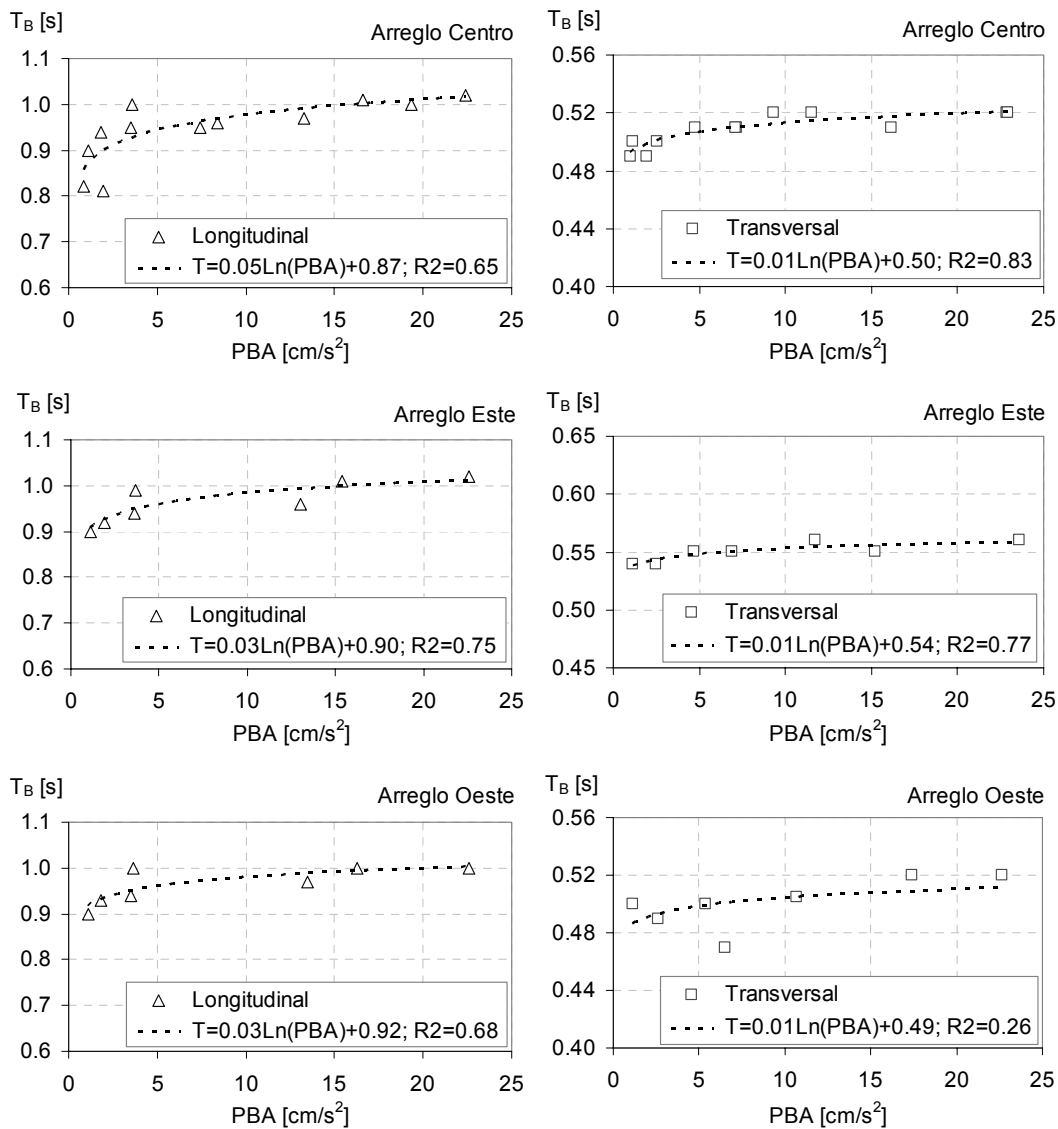 T_B [s]
Arreglo Centro
1.1
1.0
0.9
0.8
0.7
0.6
Longitudinal
T=0.05Ln(PBA)+0.87; R2=0.65
0 5 10 15 20 25
PBA [cm/s²]
T_B [s]
Arreglo Centro
0.56
0.52
0.48
0.44
0.40
Transversal
T=0.01Ln(PBA)+0.50; R2=0.83
0 5 10 15 20 25
PBA [cm/s²]
T_B [s]
Arreglo Este
1.1
1.0
0.9
0.8
0.7
0.6
Longitudinal
T=0.03Ln(PBA)+0.90; R2=0.75
0 5 10 15 20 25
PBA [cm/s²]
T_B [s]
Arreglo Este
0.65
0.60
0.55
0.50
0.45
Transversal
T=0.01Ln(PBA)+0.54; R2=0.77
0 5 10 15 20 25
PBA [cm/s²]
T_B [s]
Arreglo Oeste
1.1
1.0
0.9
0.8
0.7
0.6
Longitudinal
T=0.03Ln(PBA)+0.92; R2=0.68
0 5 10 15 20 25
PBA [cm/s²]
T_B [s]
Arreglo Oeste
0.56
0.52
0.48
0.44
0.40
Transversal
T=0.01Ln(PBA)+0.49; R2=0.26
0 5 10 15 20 25
PBA [cm/s²]